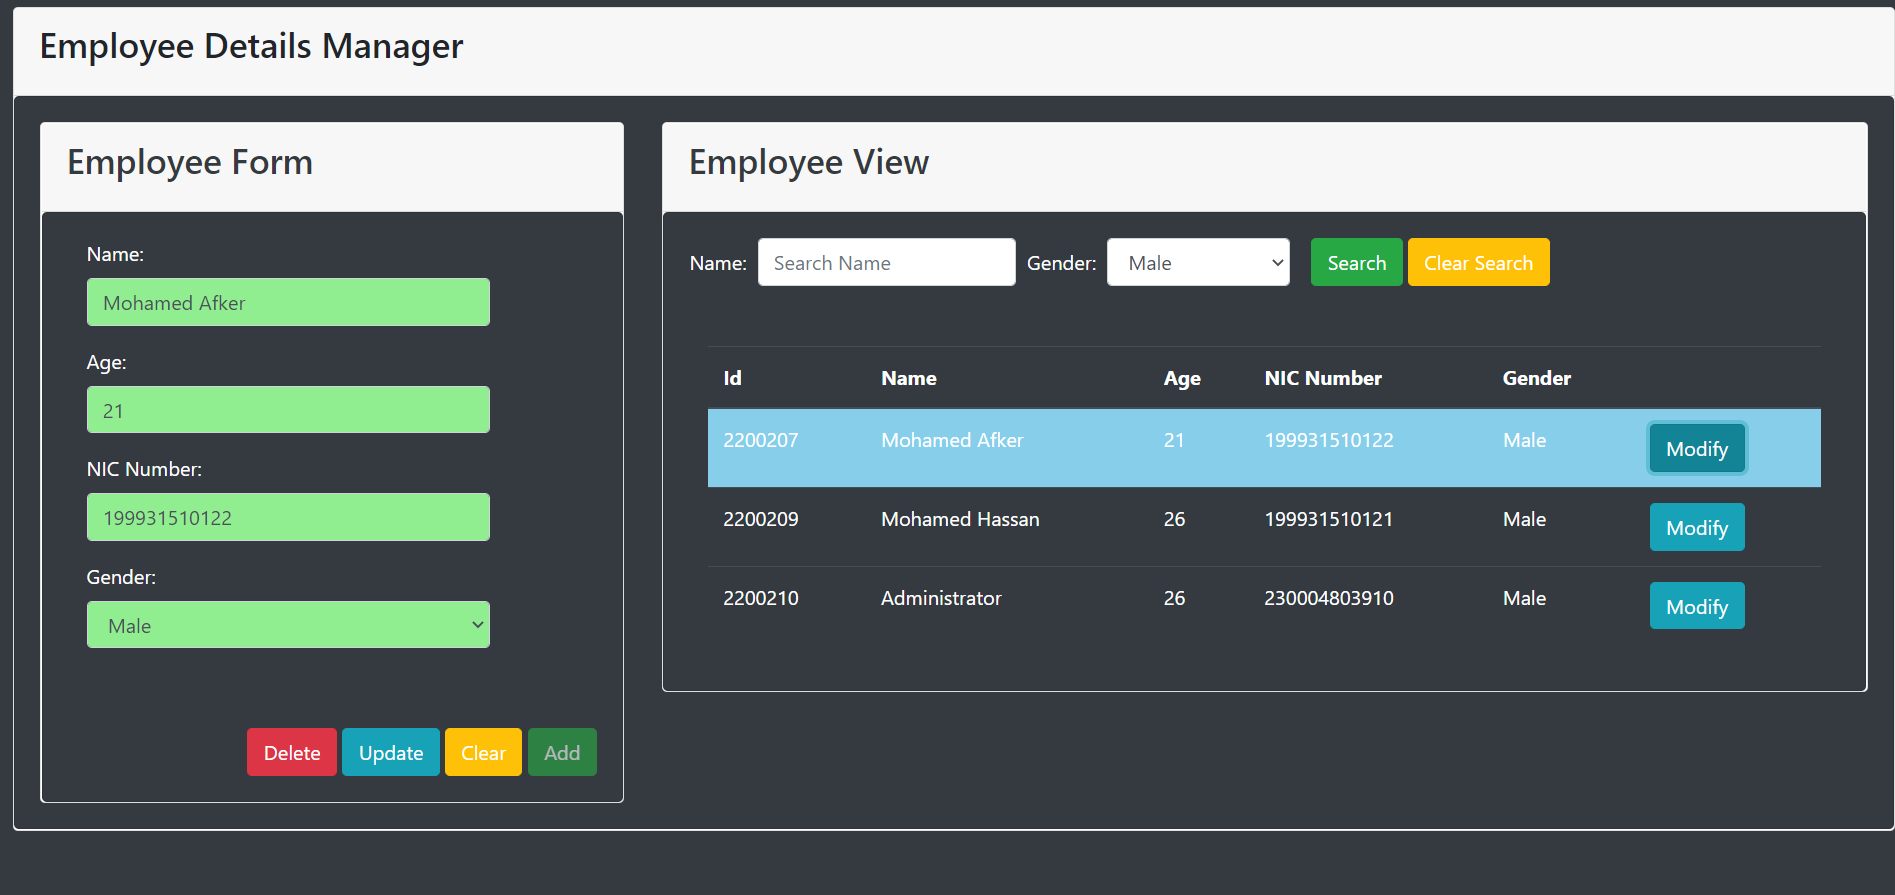 Employee Details Manager
Employee Form
Name:
Mohamed Afker
Age:
21
NIC Number:
199931510122
Gender:
Male
Delete Update Clear Add
Employee View
Name: Search Name Gender: Male Search Clear Search
Id Name Age NIC Number Gender
2200207 Mohamed Afker 21 199931510122 Male Modify
2200209 Mohamed Hassan 26 199931510121 Male Modify
2200210 Administrator 26 230004803910 Male Modify